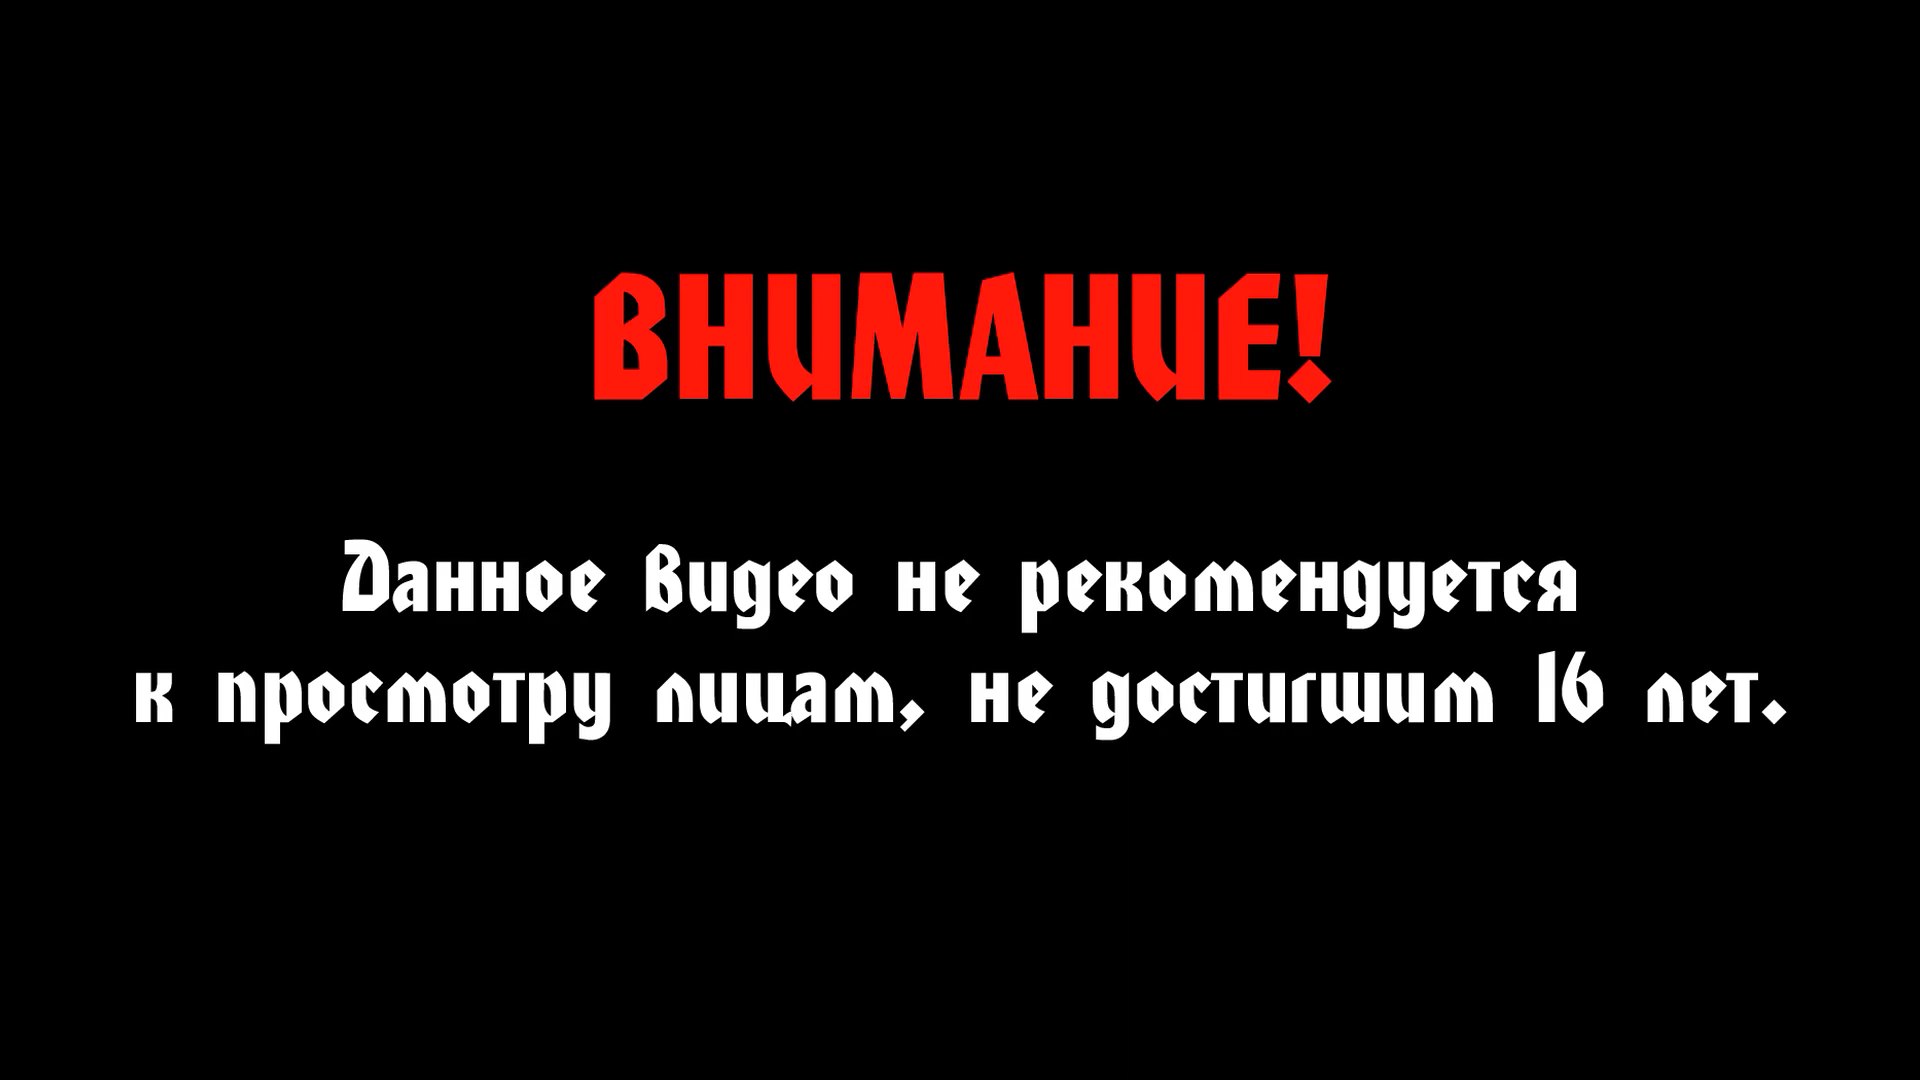 ВНИМАНИЕ!
Данное видео не рекомендуется
к просмотру лицам, не достигшим 16 лет.